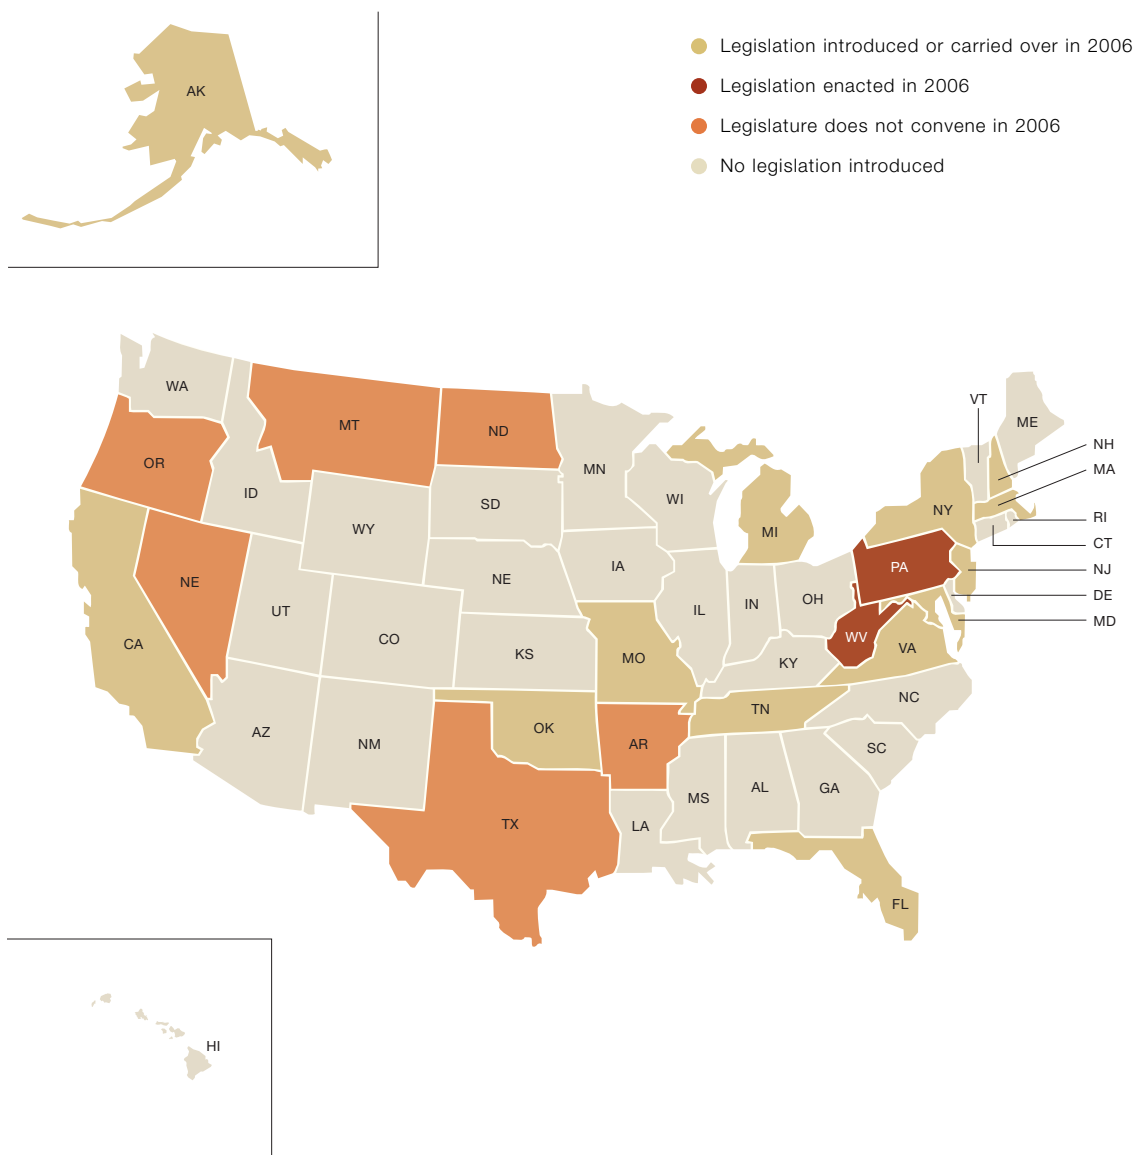 AK
Legislation introduced or carried over in 2006
Legislation enacted in 2006
Legislature does not convene in 2006
No legislation introduced
WA
MT
ND
OR
ID
MN
WI
MI
NY
VT
ME
NH
MA
RI
CT
NJ
DE
MD
SD
WY
NE
IA
NE
UT
CO
KS
MO
IL
IN
OH
PA
WV
VA
KY
CA
AZ
NM
OK
AR
TN
NC
SC
TX
LA
MS
AL
GA
FL
HI